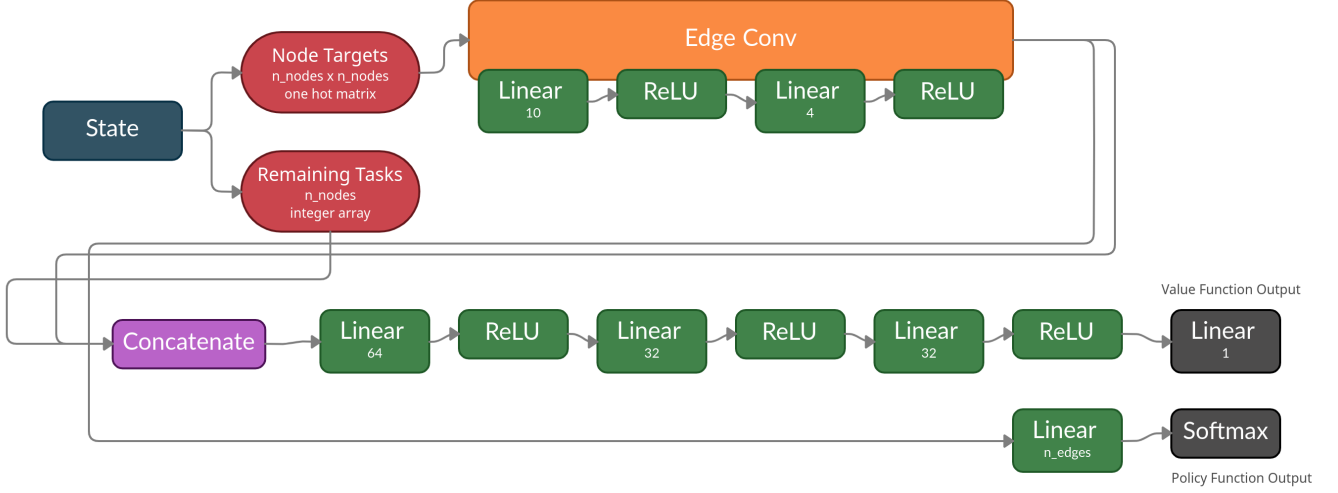 Edge Conv
Node Targets
n_nodes x n_nodes
one hot matrix
Linear
10
ReLU
Linear
4
ReLU
State
Remaining Tasks
n_nodes
integer array
Value Function Output
Concatenate
Linear
64
ReLU
Linear
32
ReLU
Linear
32
ReLU
Linear
1
Linear
n_edges
Softmax
Policy Function Output